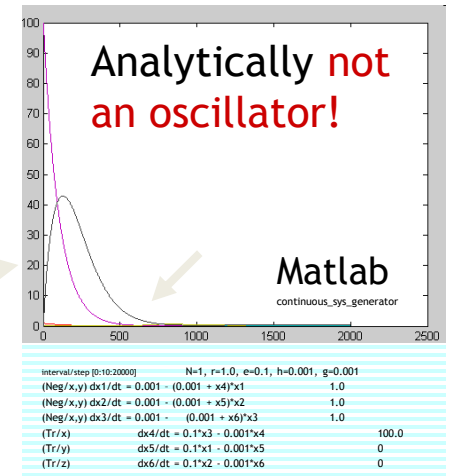 100
90
80
70
60
50
40
30
20
10
0
0 500 1000 1500 2000 2500
Analytically not
an oscillator!
Matlab
continuous_sys_generator
interval/step [0:10:20000] N=1, r=1.0, e=0.1, h=0.001, g=0.001
(Neg/x,y) dx1/dt = 0.001 - (0.001 + x4)*x1 1.0
(Neg/x,y) dx2/dt = 0.001 - (0.001 + x5)*x2 1.0
(Neg/x,y) dx3/dt = 0.001 - (0.001 + x6)*x3 1.0
(Tr/x) dx4/dt = 0.1*x3 - 0.001*x4 100.0
(Tr/y) dx5/dt = 0.1*x1 - 0.001*x5 0
(Tr/z) dx6/dt = 0.1*x2 - 0.001*x6 0